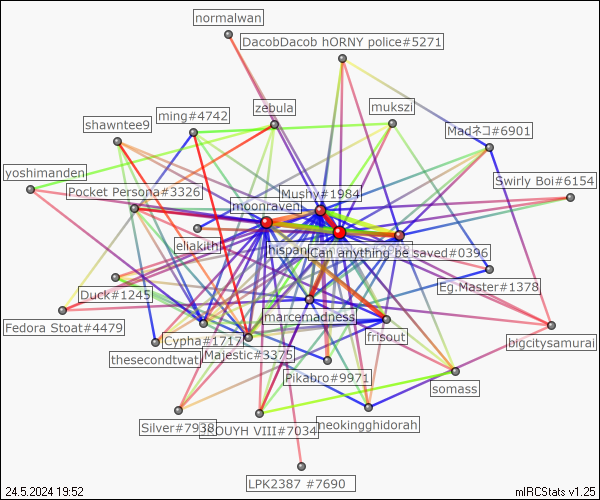 normalwan
DacobDacob hORNY police#5271
zebula
mukszi
ming#4742
shawntee9
Madネコ#6901
yoshimanden
Swirly Boi#6154
Pocket Persona#3326
Mushy#1984
moonraven
eliakith
hispan
Can anything be saved#0396
Eg.Master#1378
Duck#1245
marcemadness
Fedora Stoat#4479
Cypha#1717
frisout
bigcitysamurai
thesecondtwat
Majestic#3375
Pikabro#9971
somass
Silver#7938
OUYH VIII#7034
neokingghidorah
LPK2387 #7690
24.5.2024 19:52
mIRCStats v1.25